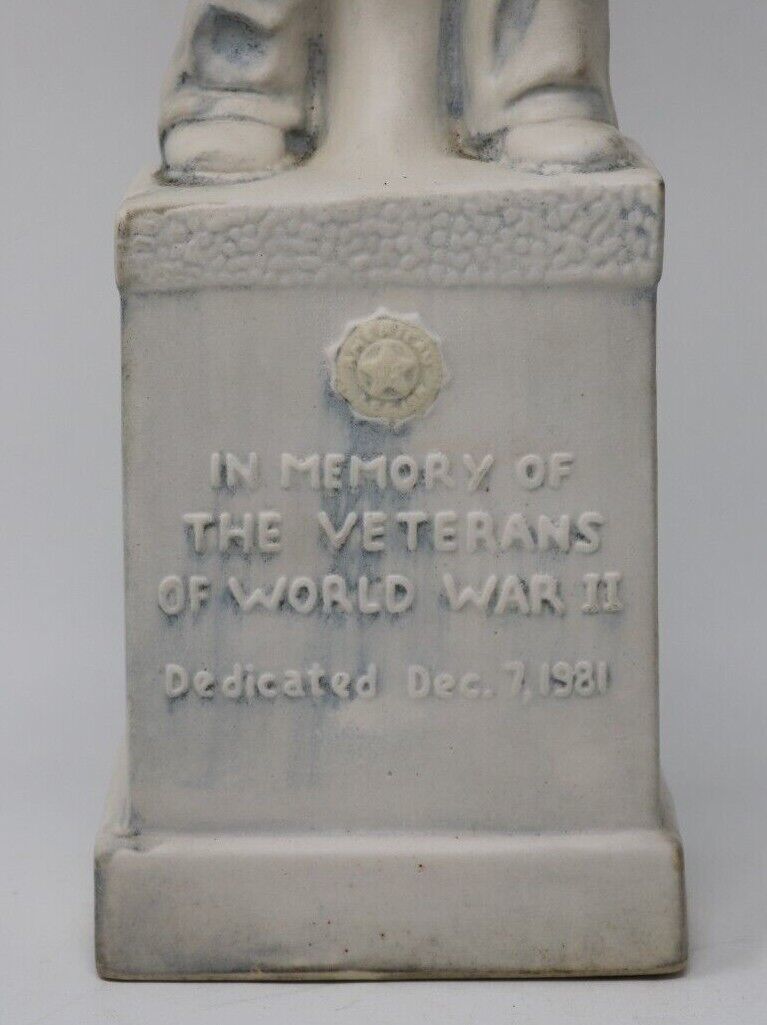 IN MEMORY OF
THE VETERANS
OF WORLD WAR II
Dedicated Dec. 7, 1981